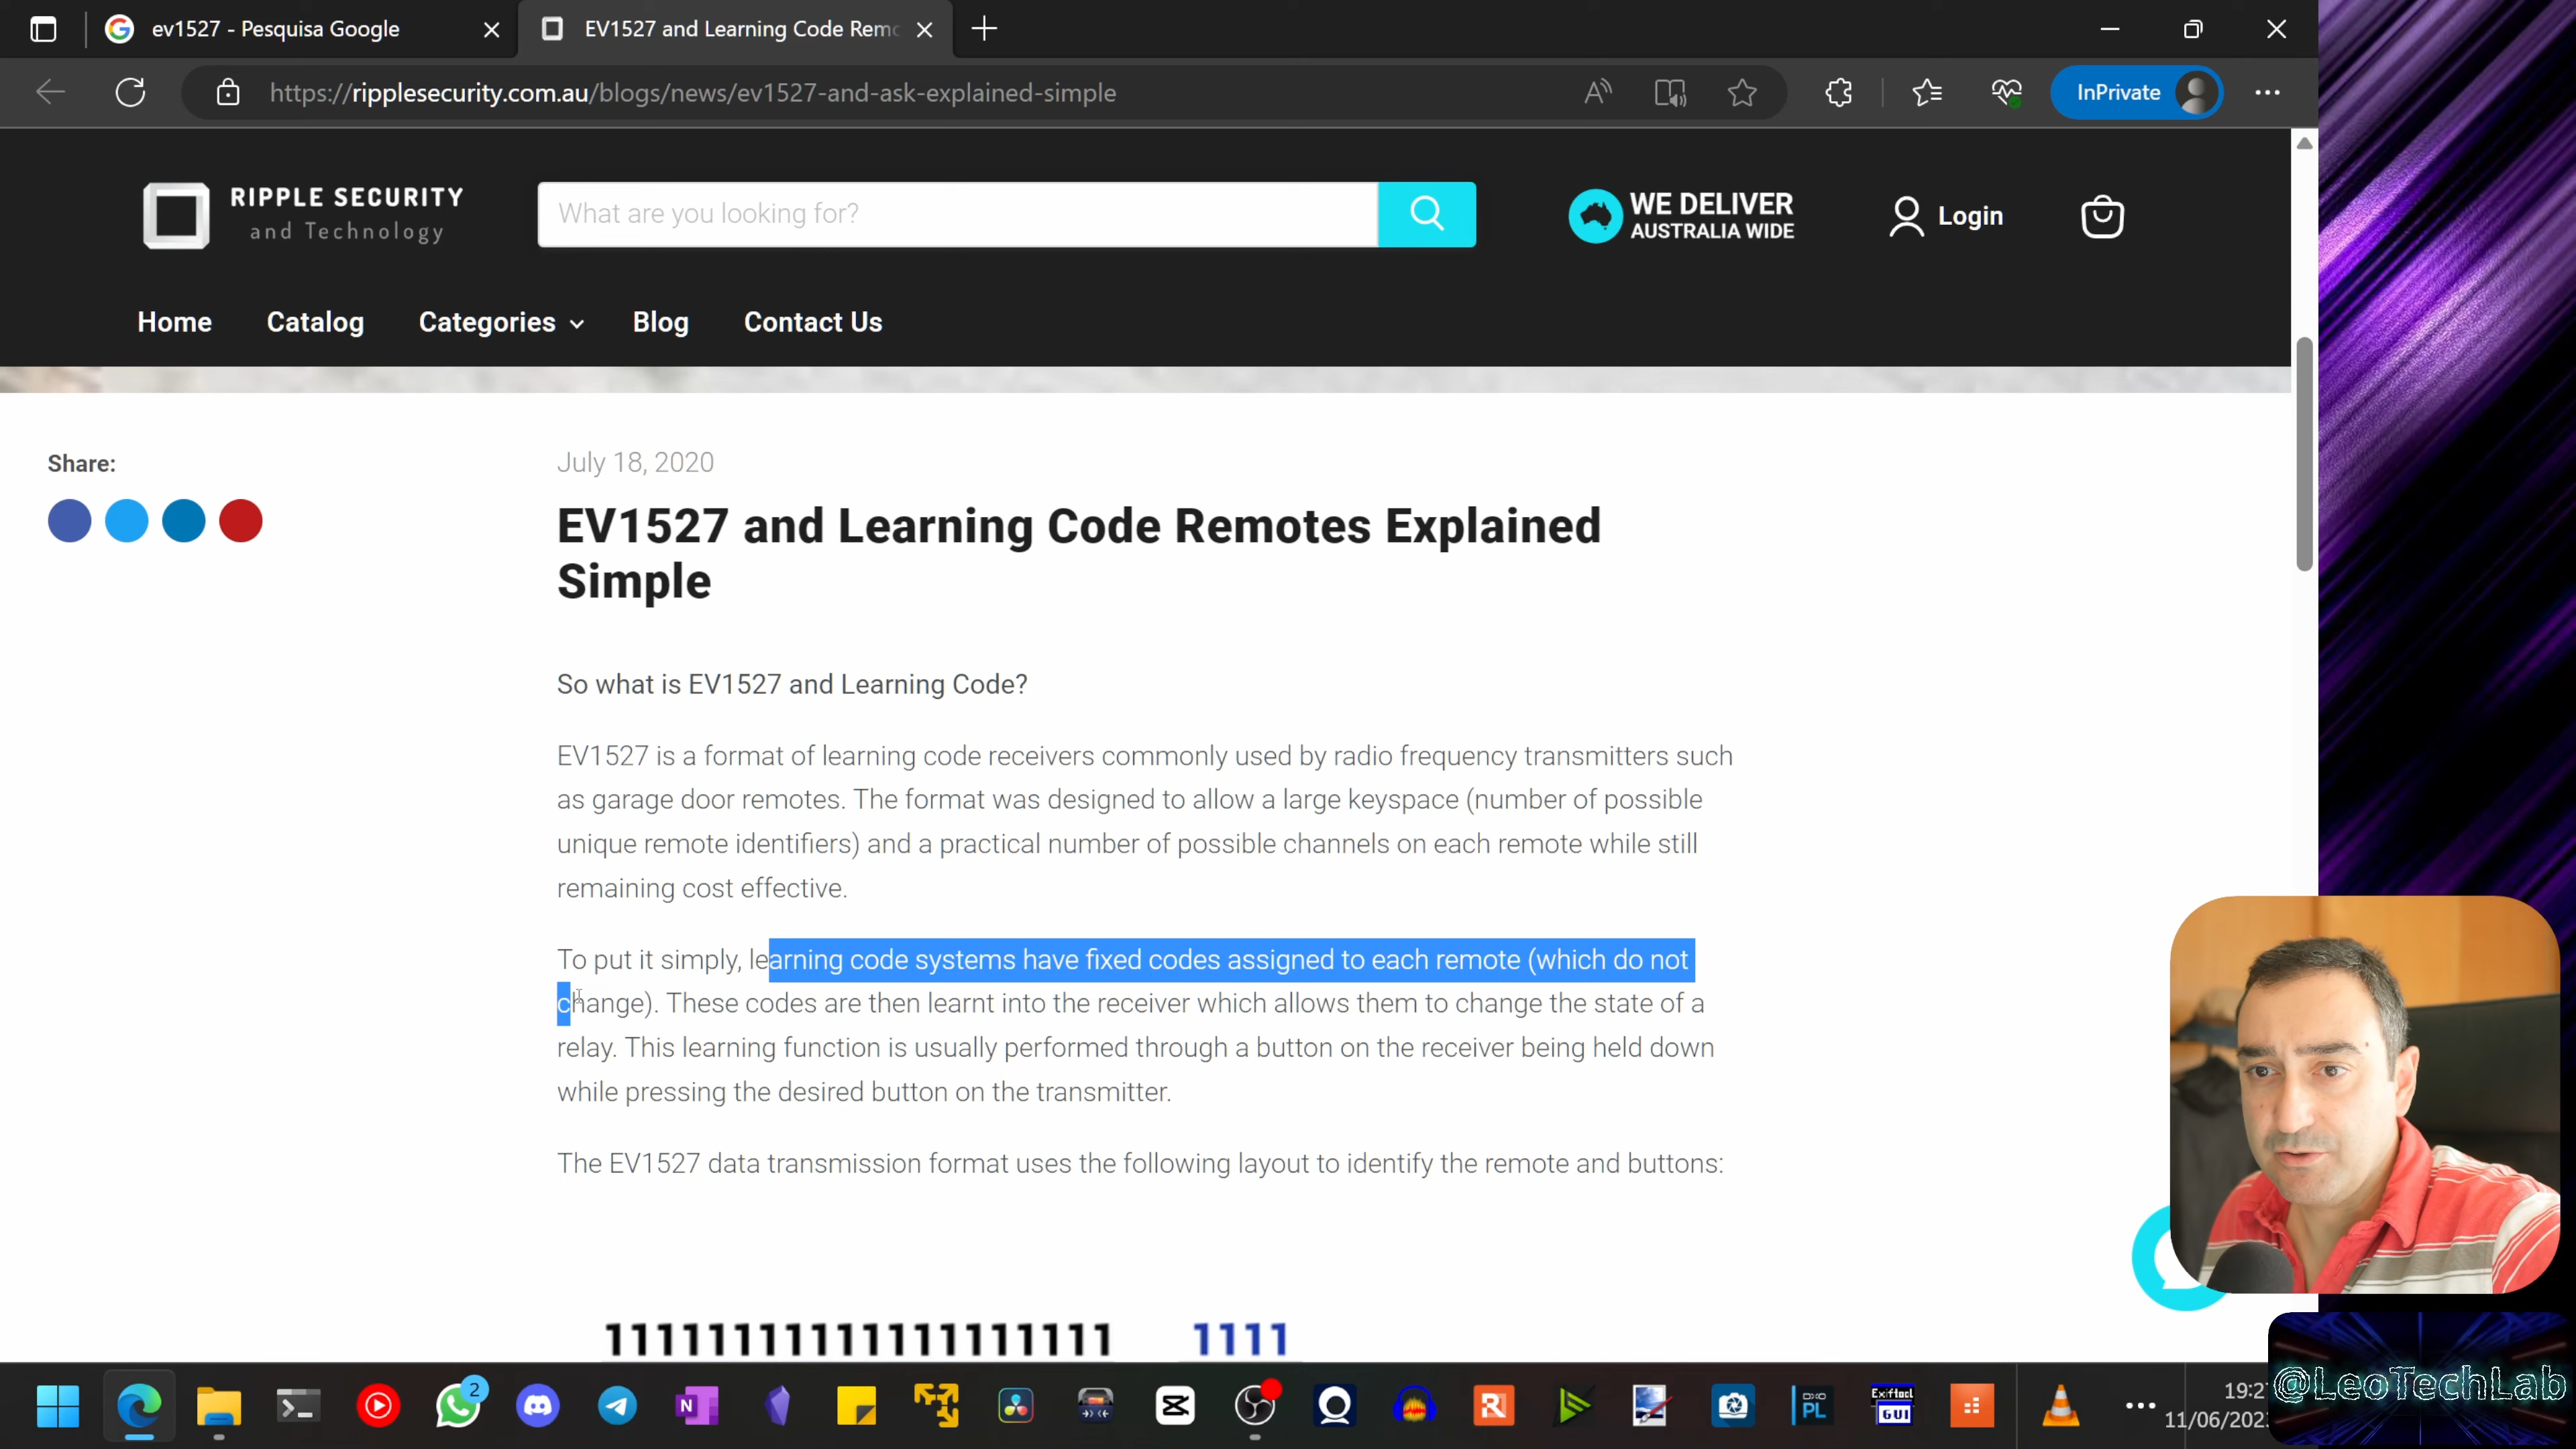 ev1527 - Pesquisa Google
EV1527 and Learning Code Remo
https://ripplesecurity.com.au/blogs/news/ev1527-and-ask-explained-simple
InPrivate
RIPPLE SECURITY
and Technology
What are you looking for?
WE DELIVER
AUSTRALIA WIDE
Login
Home Catalog Categories Blog Contact Us
Share:
July 18, 2020
EV1527 and Learning Code Remotes Explained
Simple
So what is EV1527 and Learning Code?
EV1527 is a format of learning code receivers commonly used by radio frequency transmitters such
as garage door remotes. The format was designed to allow a large keyspace (number of possible
unique remote identifiers) and a practical number of possible channels on each remote while still
remaining cost effective.
To put it simply, learning code systems have fixed codes assigned to each remote (which do not
change). These codes are then learnt into the receiver which allows them to change the state of a
relay. This learning function is usually performed through a button on the receiver being held down
while pressing the desired button on the transmitter.
The EV1527 data transmission format uses the following layout to identify the remote and buttons:
11111111111111111111 1111
2
N
R
PL
Exiftool
GUI
19:27
11/06/202
@LeoTechLab